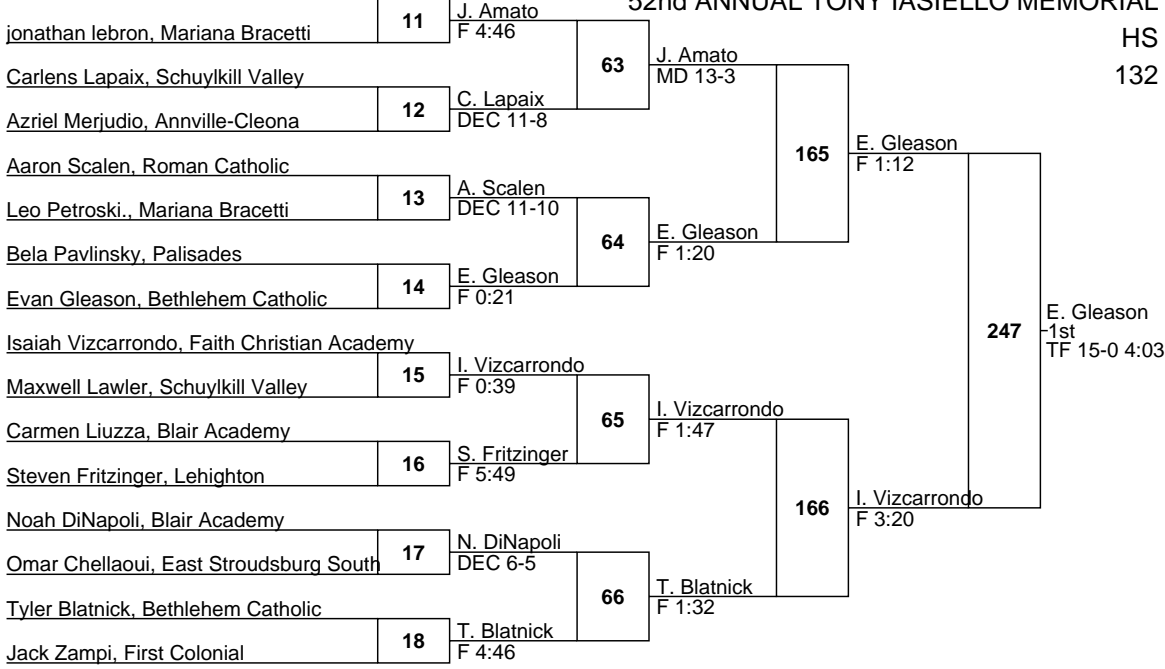 52nd ANNUAL TONY IASIELLO MEMORIAL
HS
132
jonathan lebron, Mariana Bracetti
Carlens Lapaix, Schuylkill Valley
Azriel Merjudio, Annville-Cleona
Aaron Scalen, Roman Catholic
Leo Petroski., Mariana Bracetti
Bela Pavlinsky, Palisades
Evan Gleason, Bethlehem Catholic
Isaiah Vizcarrondo, Faith Christian Academy
Maxwell Lawler, Schuylkill Valley
Carmen Liuzza, Blair Academy
Steven Fritzinger, Lehighton
Noah DiNapoli, Blair Academy
Omar Chellaoui, East Stroudsburg South
Tyler Blatnick, Bethlehem Catholic
Jack Zampi, First Colonial
11
J. Amato
F 4:46
12
C. Lapaix
DEC 11-8
13
A. Scalen
DEC 11-10
14
E. Gleason
F 0:21
15
I. Vizcarrondo
F 0:39
16
S. Fritzinger
F 5:49
17
N. DiNapoli
DEC 6-5
18
T. Blatnick
F 4:46
63
J. Amato
MD 13-3
64
E. Gleason
F 1:20
65
I. Vizcarrondo
F 1:47
66
T. Blatnick
F 1:32
165
E. Gleason
F 1:12
166
I. Vizcarrondo
F 3:20
247
E. Gleason
1st
TF 15-0 4:03